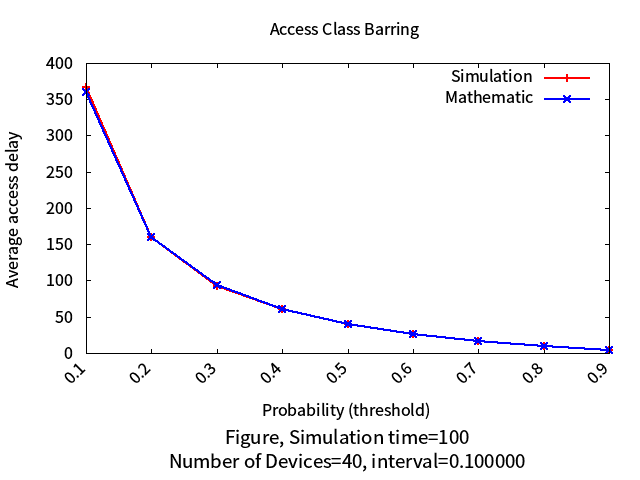 Access Class Barring
Simulation
Mathematic
Average access delay
400
350
300
250
200
150
100
50
0
0.1
0.2
0.3
0.4
0.5
0.6
0.7
0.8
0.9
Probability (threshold)
Figure, Simulation time=100
Number of Devices=40, interval=0.100000